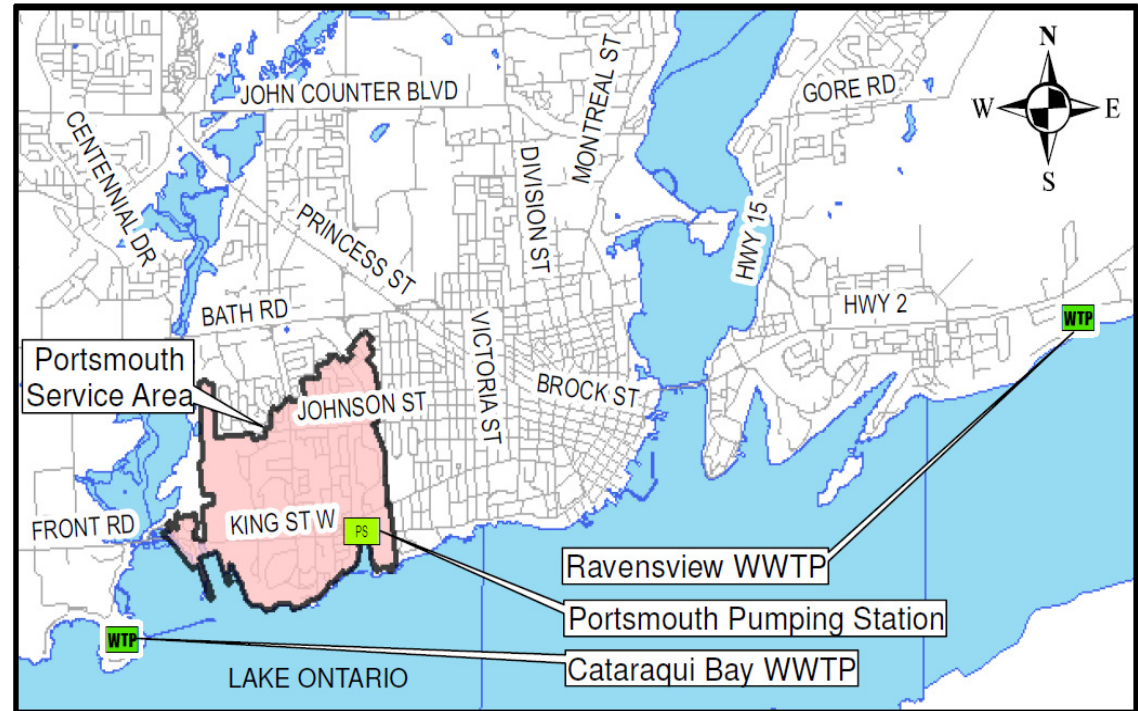 N
W
E
S
JOHN COUNTER BLVD
GORE RD
CENTENNIAL DR
MONTREAL ST
DIVISION ST
PRINCESS ST
HWY 15
BATH RD
HWY 2
WTP
VICTORIA ST
Portsmouth
Service Area
BROCK ST
JOHNSON ST
FRONT RD
KING ST W
PS
Ravensview WWTP
Portsmouth Pumping Station
WTP
Cataraqui Bay WWTP
LAKE ONTARIO